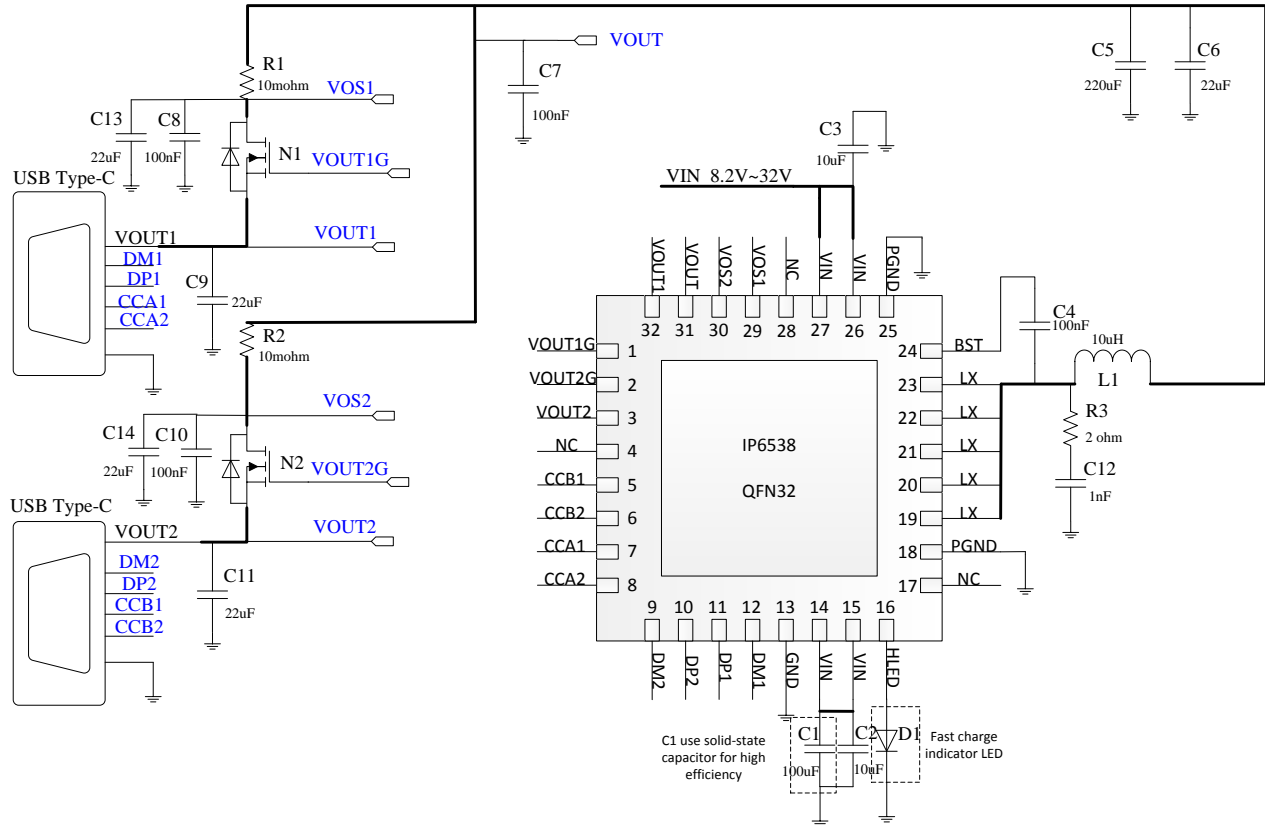 R1
10mohm
VOS1
C13
22uF
C8
100nF
N1
VOUT1G
USB Type-C
VOUT1
DM1
DP1
CCA1
CCA2
VOUT1
C9
22uF
R2
10mohm
VOS2
C14
22uF
C10
100nF
N2
VOUT2G
USB Type-C
VOUT2
DM2
DP2
CCB1
CCB2
VOUT2
C11
22uF
VOUT
C7
100nF
C5
220uF
C6
22uF
C3
10uF
VIN 8.2V~32V
VOUT1
VOUT
VOS2
VOS1
NC
VIN
VIN
PGND
32
31
30
29
28
27
26
25
VOUT1G 1
VOUT2G 2
VOUT2 3
NC 4
CCB1 5
CCB2 6
CCA1 7
CCA2 8
IP6538
QFN32
24 BST
23 LX
22 LX
21 LX
20 LX
19 LX
18 PGND
17 NC
C4
100nF
10uH
L1
R3
2 ohm
C12
1nF
9
10
11
12
13
14
15
16
DM2
DP2
DP1
DM1
GND
VIN
VIN
HLED
C1 use solid-state
capacitor for high
efficiency
C1
100uF
C2
10uF
D1
Fast charge
indicator LED